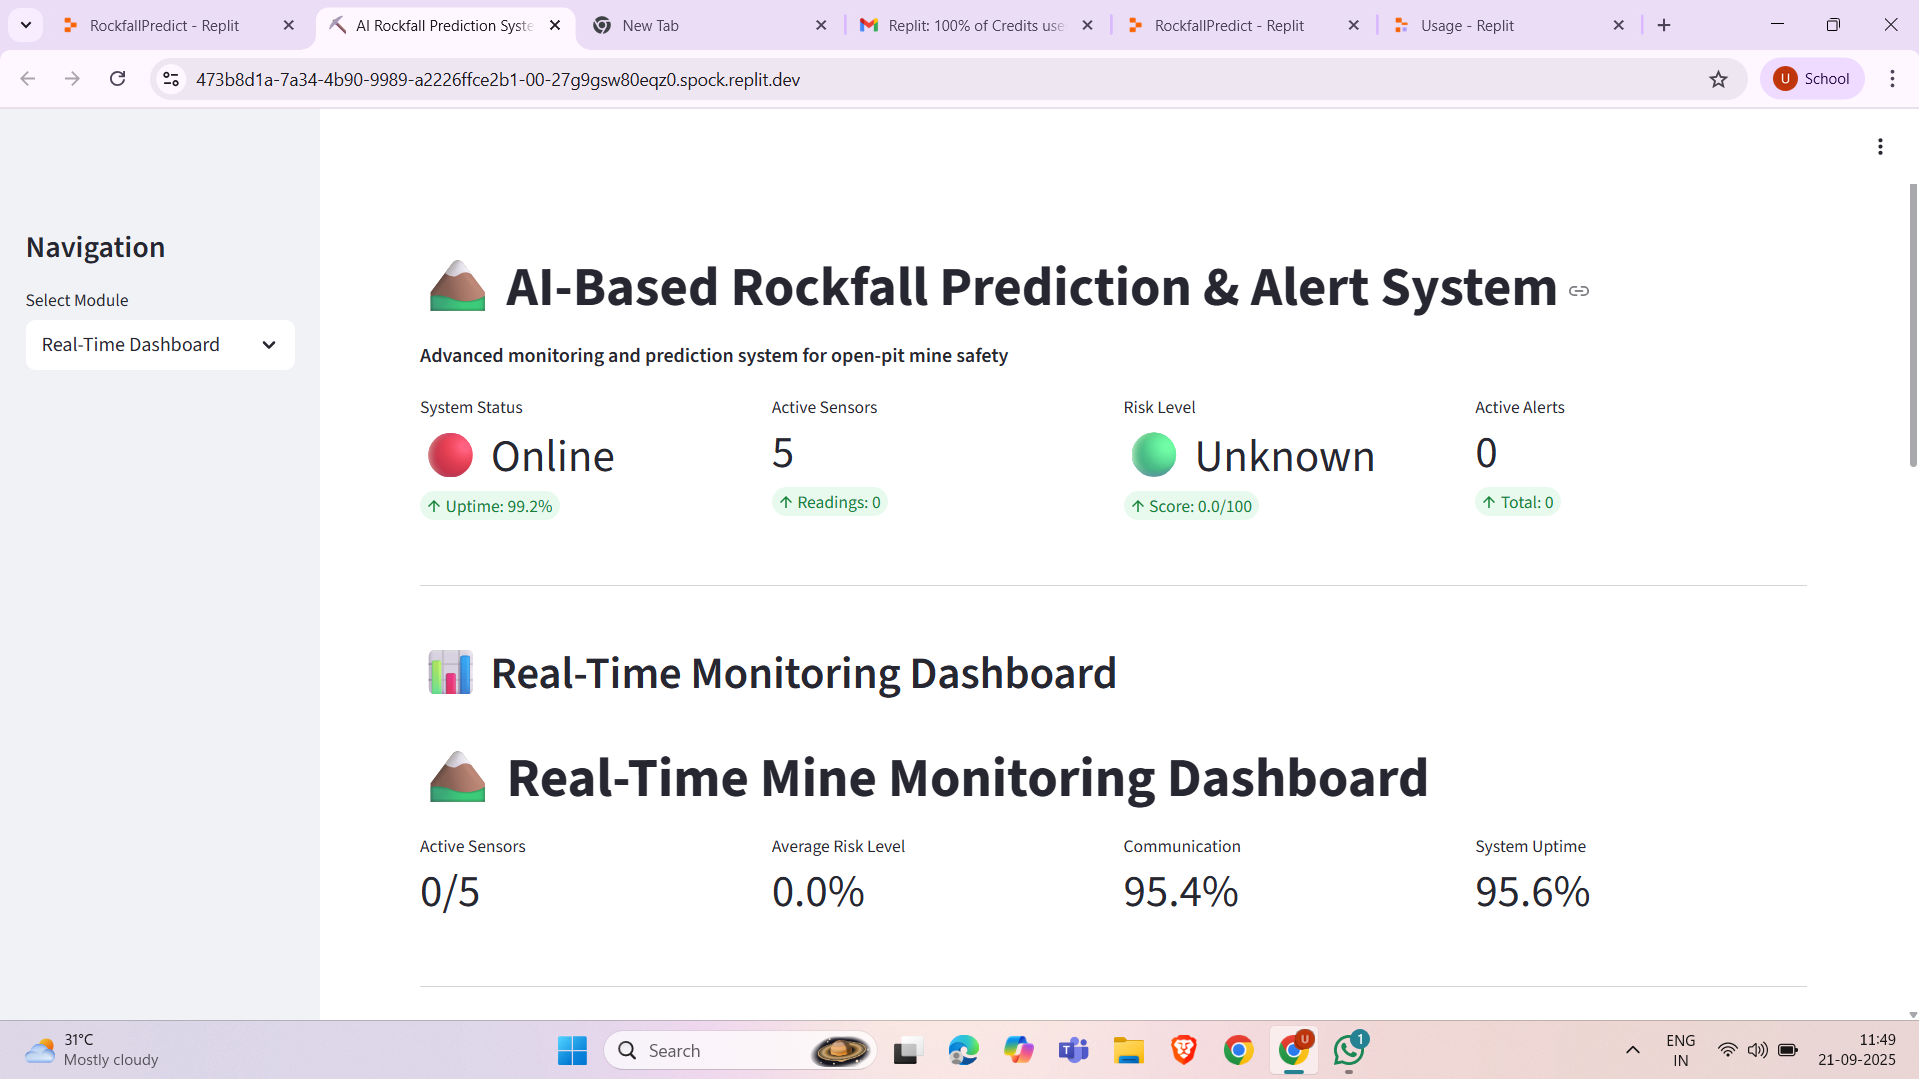 RockfallPredict - Replit
AI Rockfall Prediction Syste
New Tab
Replit: 100% of Credits use
RockfallPredict - Replit
Usage - Replit
473b8d1a-7a34-4b90-9989-a2226ffce2b1-00-27g9gsw80eqz0.spock.replit.dev
U School
Navigation
Select Module
Real-Time Dashboard
AI-Based Rockfall Prediction & Alert System
Advanced monitoring and prediction system for open-pit mine safety
System Status
Online
↑ Uptime: 99.2%
Active Sensors
5
↑ Readings: 0
Risk Level
Unknown
↑ Score: 0.0/100
Active Alerts
0
↑ Total: 0
Real-Time Monitoring Dashboard
Real-Time Mine Monitoring Dashboard
Active Sensors
0/5
Average Risk Level
0.0%
Communication
95.4%
System Uptime
95.6%
31°C
Mostly cloudy
Search
U
1
ENG
IN
11:49
21-09-2025